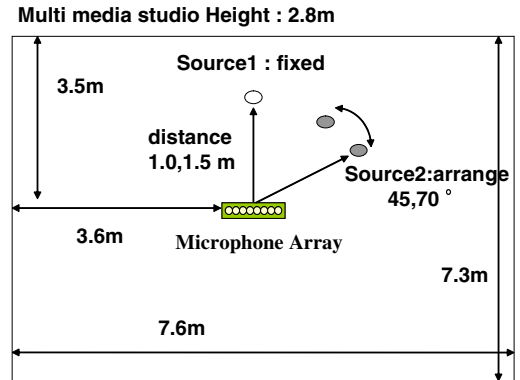 Multi media studio Height : 2.8m
Source1 : fixed
3.5m
distance
1.0,1.5 m
Source2:arrange
45,70 °
3.6m
Microphone Array
7.3m
7.6m